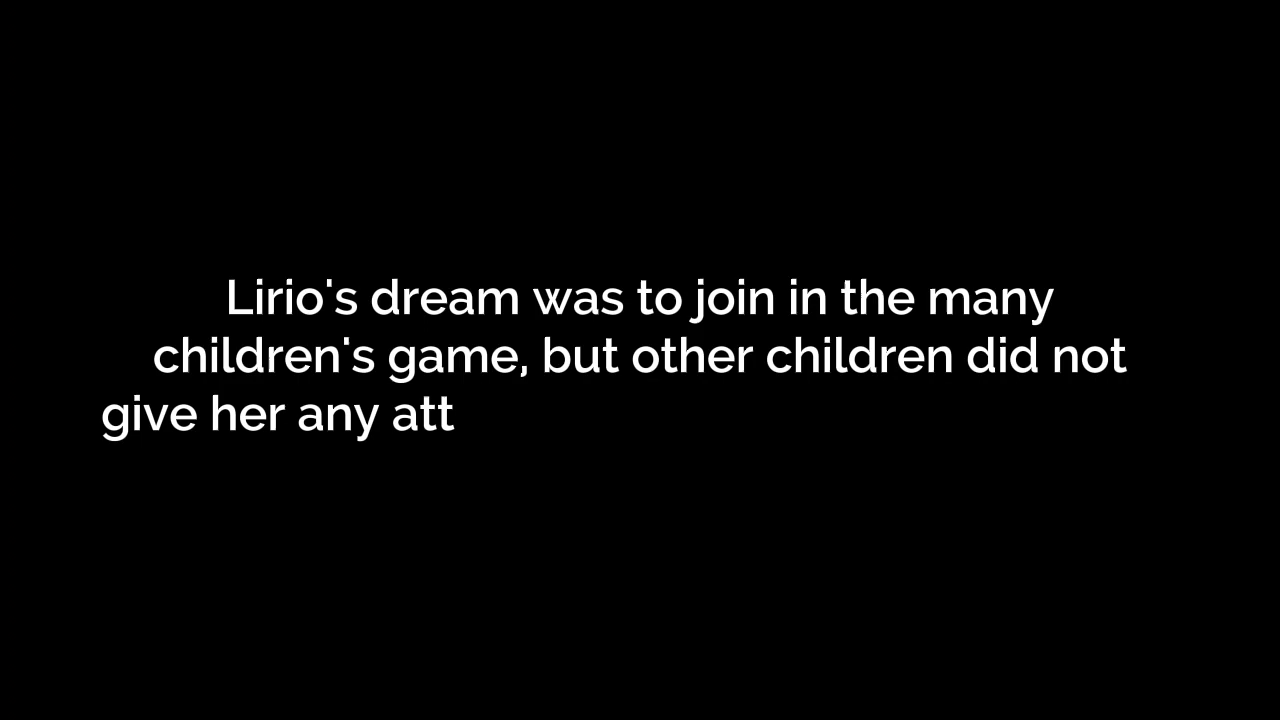 Lirio's dream was to join in the many
children's game, but other children did not
give her any att